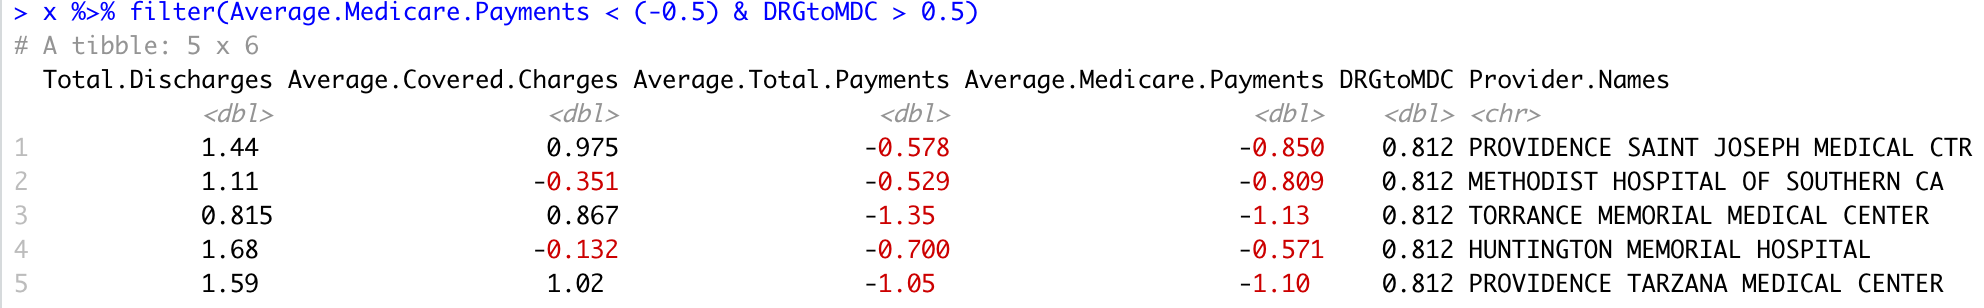 > x %>% filter(Average.Medicare.Payments < (-0.5) & DRGtoMDC > 0.5)
# A tibble: 5 x 6
Total.Discharges Average.Covered.Charges Average.Total.Payments Average.Medicare.Payments DRGtoMDC Provider.Names
<dbl> <dbl> <dbl> <dbl> <dbl> <chr>
1 1.44 0.975 -0.578 -0.850 0.812 PROVIDENCE SAINT JOSEPH MEDICAL CTR
2 1.11 -0.351 -0.529 -0.809 0.812 METHODIST HOSPITAL OF SOUTHERN CA
3 0.815 0.867 -1.35 -1.13 0.812 TORRANCE MEMORIAL MEDICAL CENTER
4 1.68 -0.132 -0.700 -0.571 0.812 HUNTINGTON MEMORIAL HOSPITAL
5 1.59 1.02 -1.05 -1.10 0.812 PROVIDENCE TARZANA MEDICAL CENTER